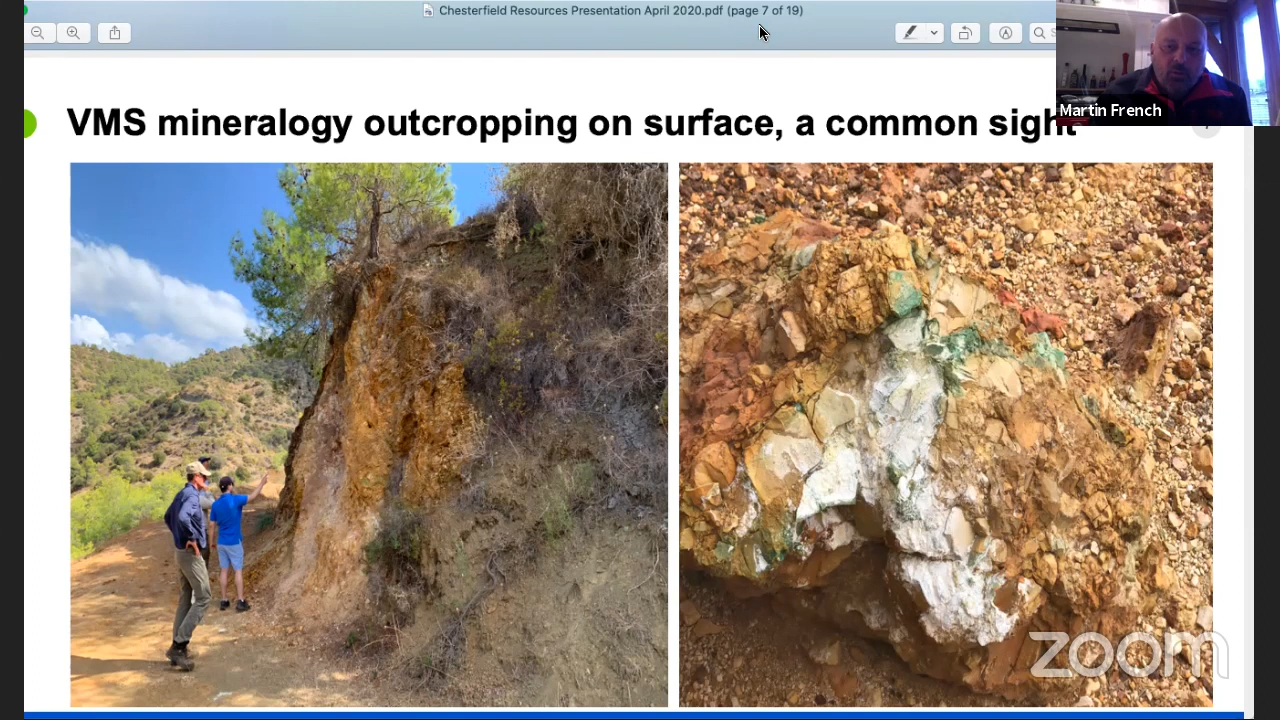 Chesterfield Resources Presentation April 2020.pdf (page 7 of 19)
Martin French
VMS mineralogy outcropping on surface, a common sight
zoom